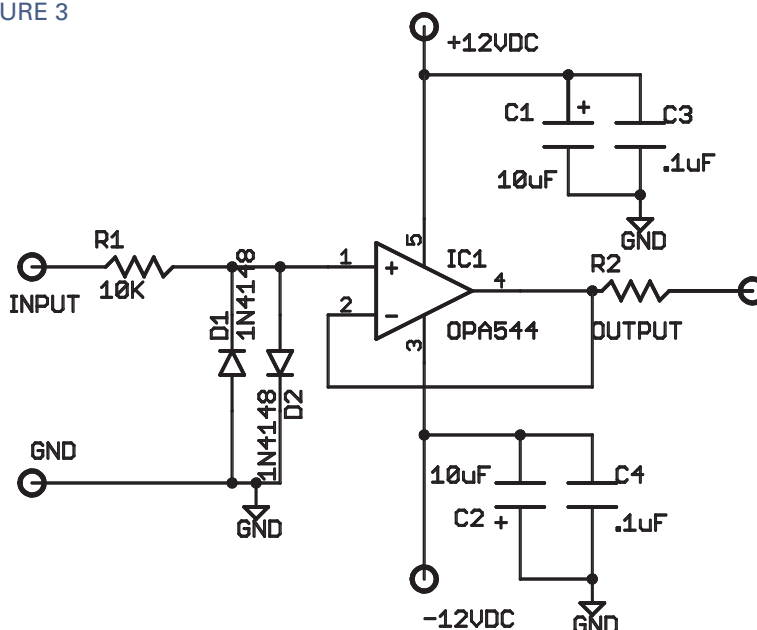 URE 3
+12VDC
C1
+
C3
10uF
.1uF
GND
R1
10K
INPUT
1N4148
D1
1
2
+
-
5
3
4
IC1
OPA544
R2
OUTPUT
1N4148
D2
GND
GND
10uF
C2 +
C4
.1uF
-12VDC
GND